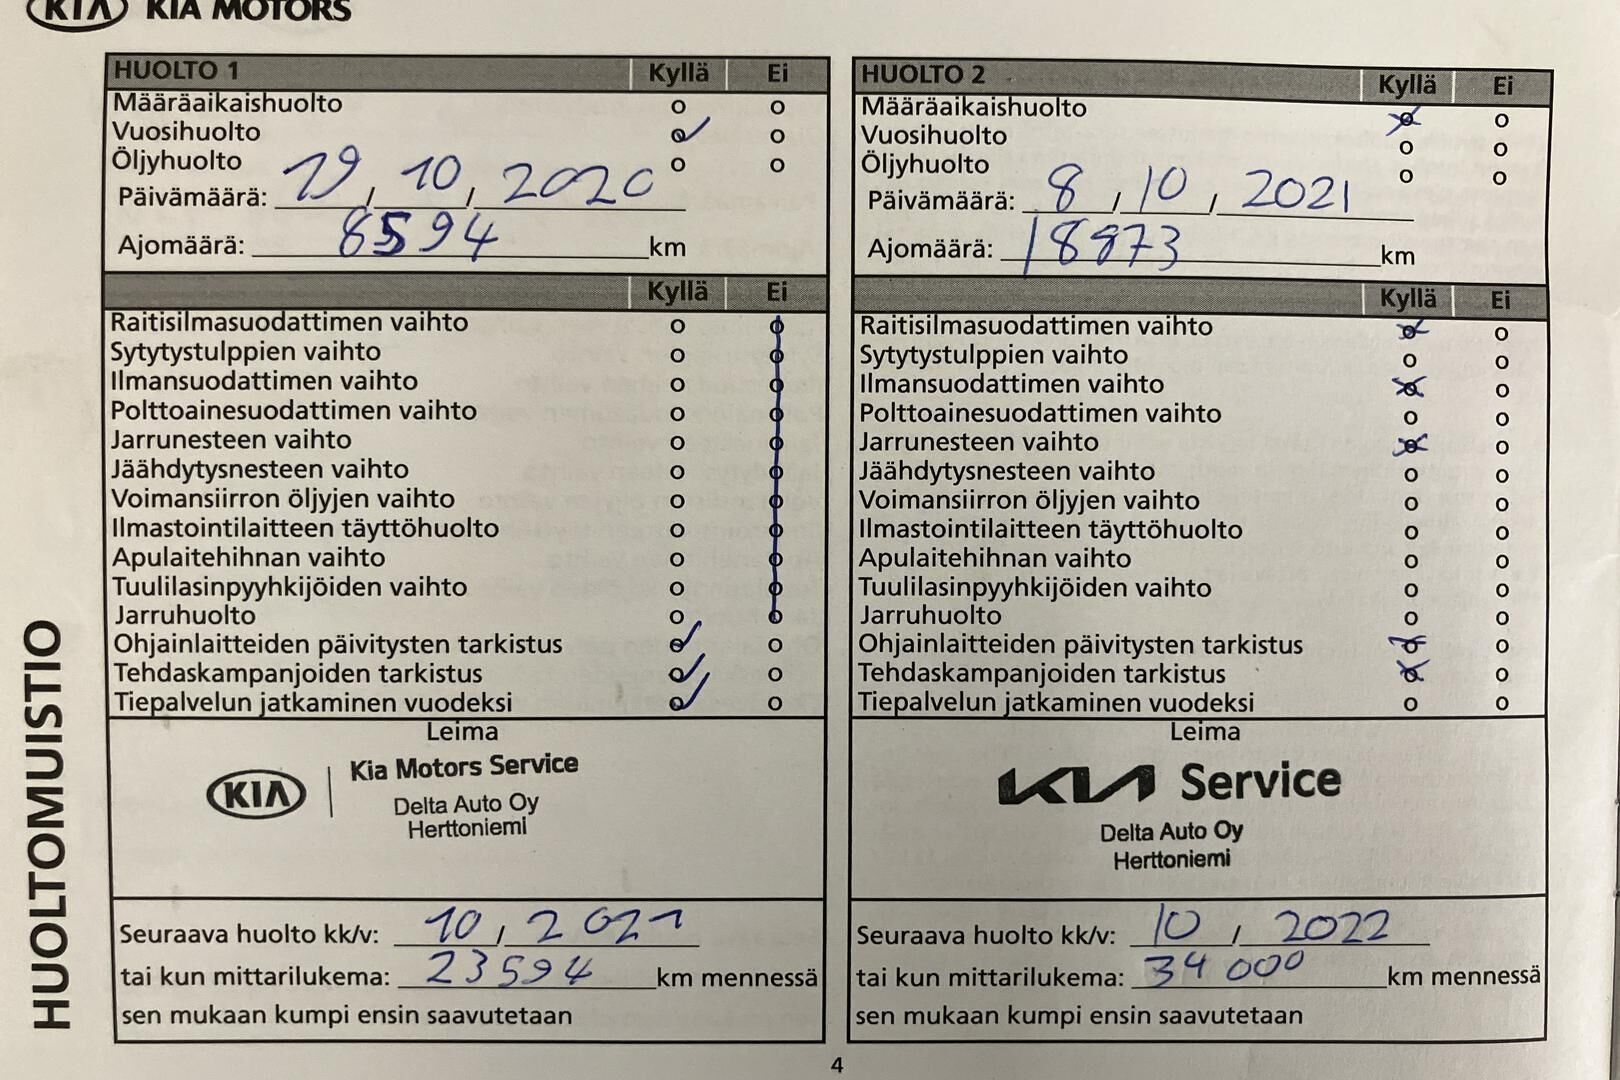 KIA KIA MOTORS
HUOLTOMUISTIO
HUOLTO 1 Kyllä Ei
Määräaikaishuolto o o
Vuosihuolto o o
Öljyhuolto o o
Päivämäärä: 19 / 10 / 2020
Ajomäärä: 8594 km
Kyllä Ei
Raitisilmasuodattimen vaihto o o
Sytytystulppien vaihto o o
Ilmansuodattimen vaihto o o
Polttoainesuodattimen vaihto o o
Jarrunesteen vaihto o o
Jäähdytysnesteen vaihto o o
Voimansiirron öljyjen vaihto o o
Ilmastointilaitteen täyttöhuolto o o
Apulaitehihnan vaihto o o
Tuulilasinpyyhkijöiden vaihto o o
Jarruhuolto o o
Ohjainlaitteiden päivitysten tarkistus o o
Tehdaskampanjoiden tarkistus o o
Tiepalvelun jatkaminen vuodeksi o o
Leima
KIA | Kia Motors Service
Delta Auto Oy
Herttoniemi
Seuraava huolto kk/v: 10 / 2021
tai kun mittarilukema: 23594 km mennessä
sen mukaan kumpi ensin saavutetaan
HUOLTO 2 Kyllä Ei
Määräaikaishuolto o o
Vuosihuolto o o
Öljyhuolto o o
Päivämäärä: 8 / 10 / 2021
Ajomäärä: 18873 km
Kyllä Ei
Raitisilmasuodattimen vaihto o o
Sytytystulppien vaihto o o
Ilmansuodattimen vaihto o o
Polttoainesuodattimen vaihto o o
Jarrunesteen vaihto o o
Jäähdytysnesteen vaihto o o
Voimansiirron öljyjen vaihto o o
Ilmastointilaitteen täyttöhuolto o o
Apulaitehihnan vaihto o o
Tuulilasinpyyhkijöiden vaihto o o
Jarruhuolto o o
Ohjainlaitteiden päivitysten tarkistus o o
Tehdaskampanjoiden tarkistus o o
Tiepalvelun jatkaminen vuodeksi o o
Leima
KIA Service
Delta Auto Oy
Herttoniemi
Seuraava huolto kk/v: 10 / 2022
tai kun mittarilukema: 34 000 km mennessä
sen mukaan kumpi ensin saavutetaan
4